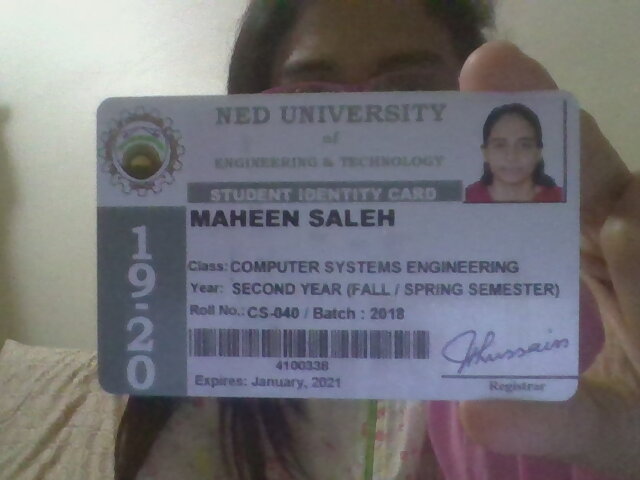 NED UNIVERSITY
of
ENGINEERING & TECHNOLOGY
STUDENT IDENTITY CARD
MAHEEN SALEH
Class: COMPUTER SYSTEMS ENGINEERING
Year: SECOND YEAR (FALL / SPRING SEMESTER)
Roll No.: CS-040 / Batch : 2018
4100338
Expires: January, 2021
Registrar
19-20